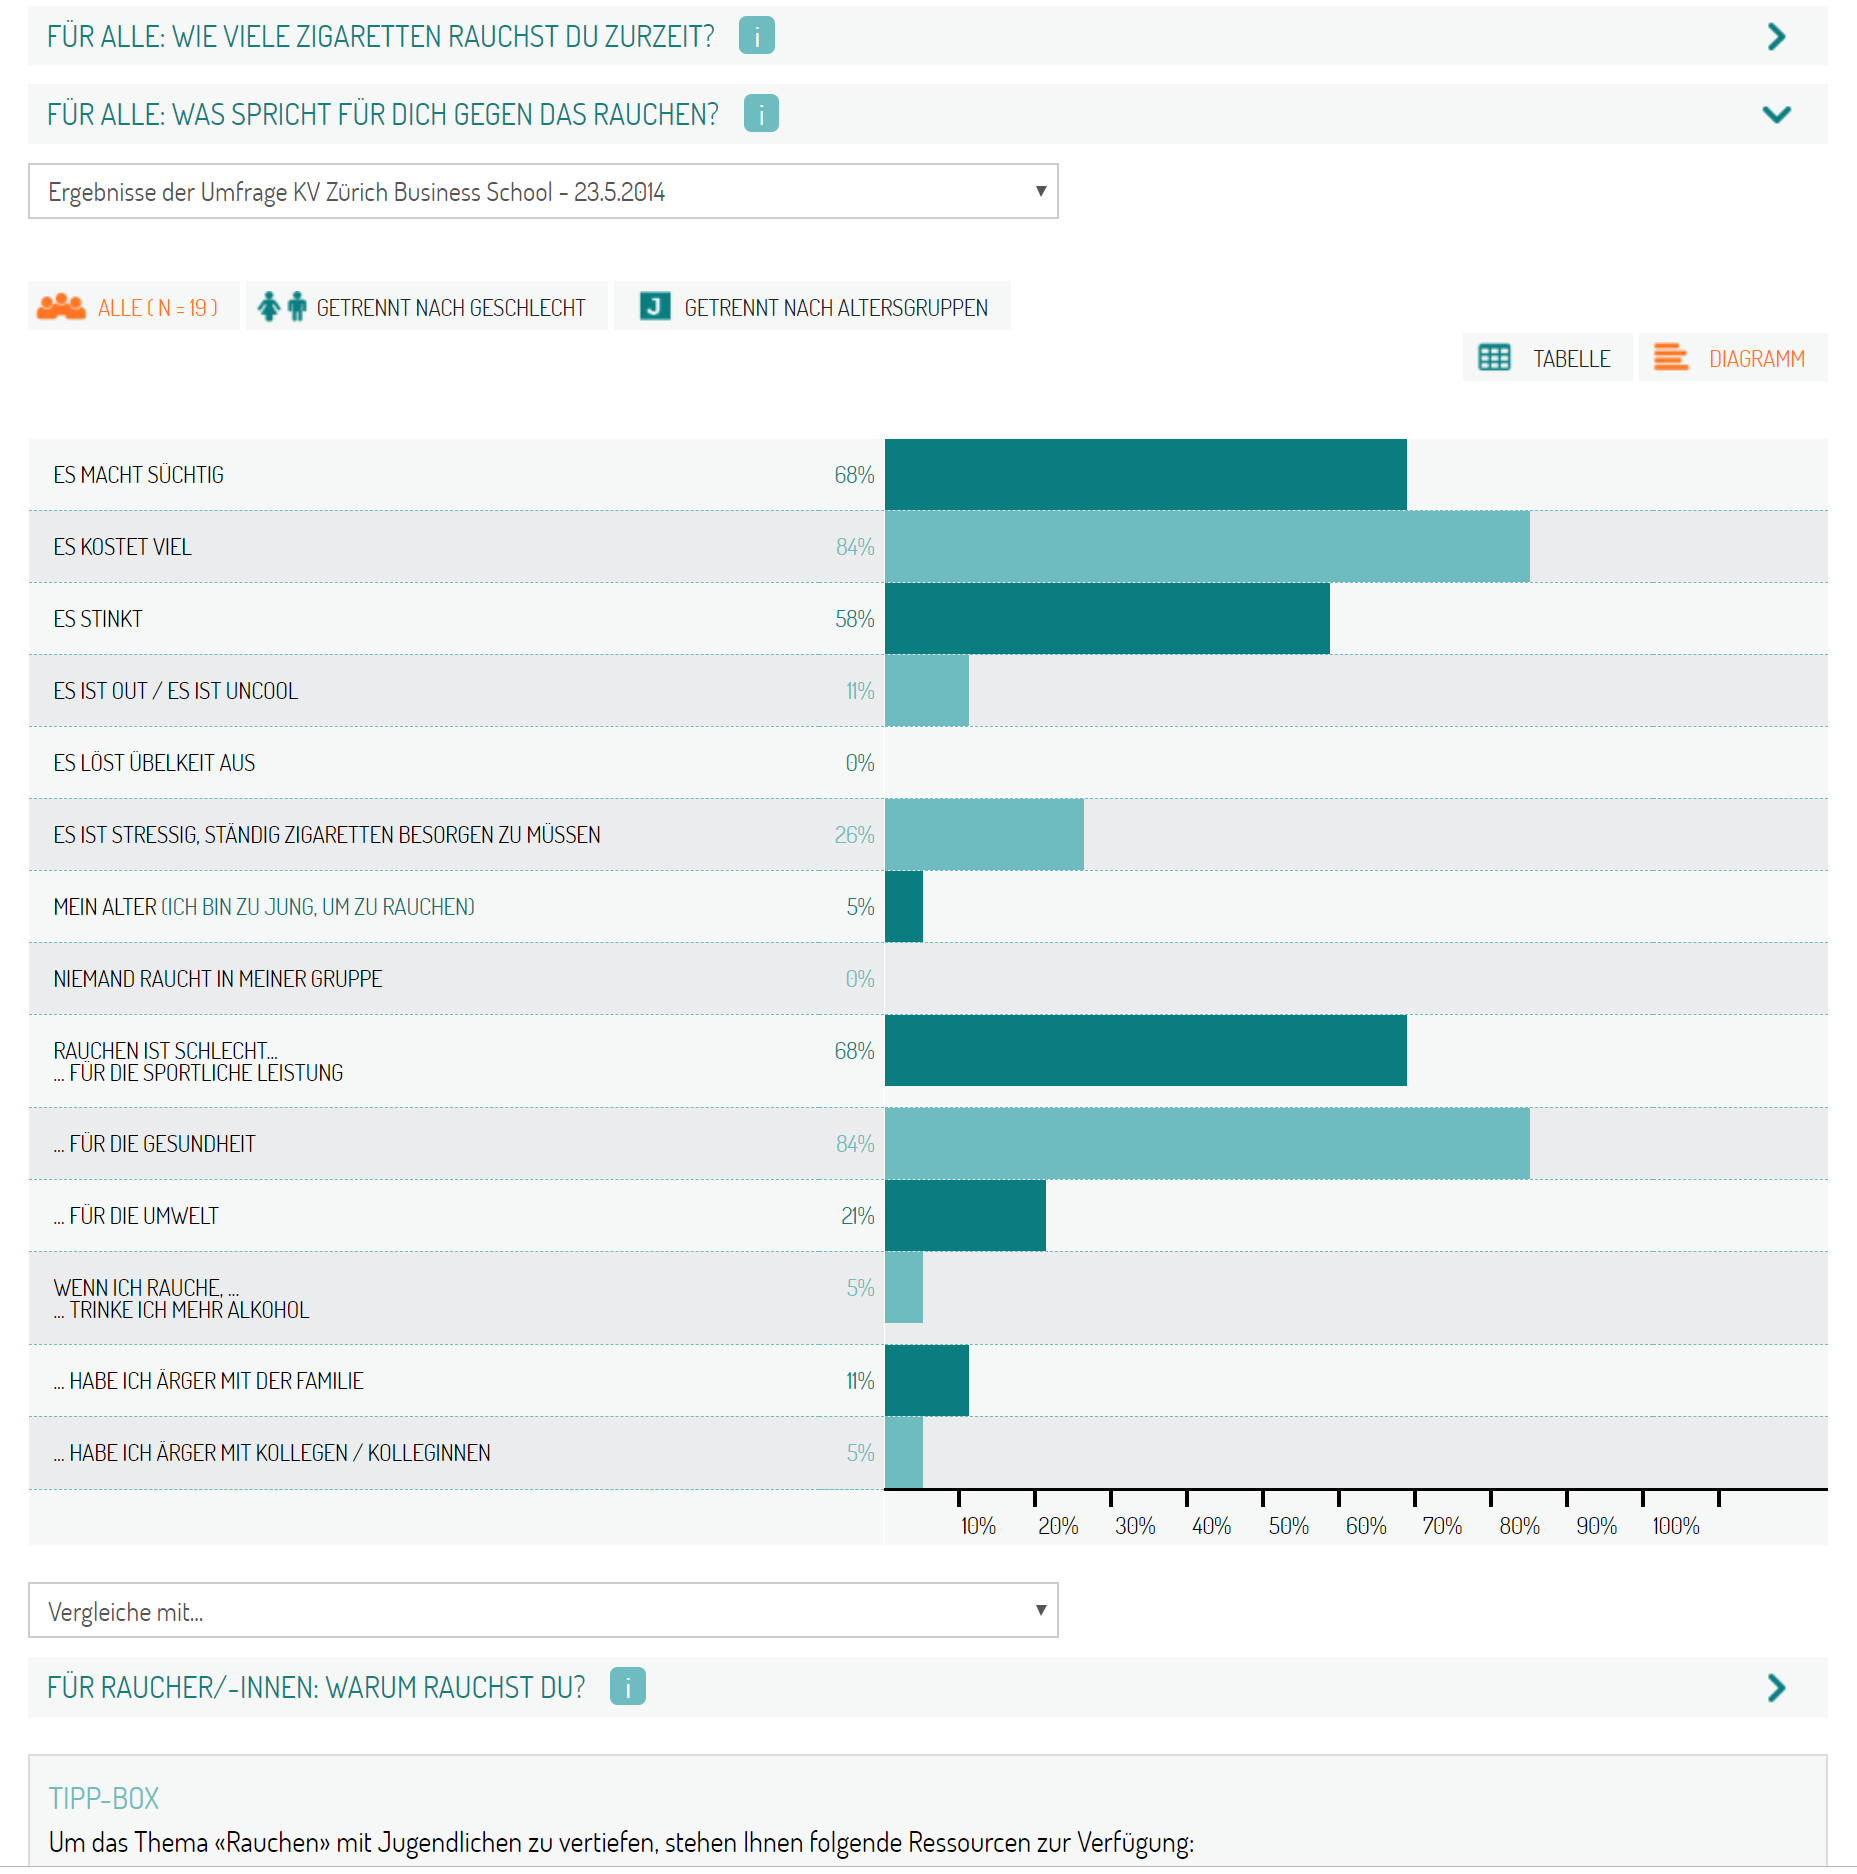 FÜR ALLE: WIE VIELE ZIGARETTEN RAUCHST DU ZURZEIT? i
FÜR ALLE: WAS SPRICHT FÜR DICH GEGEN DAS RAUCHEN? i
Ergebnisse der Umfrage KV Zürich Business School - 23.5.2014
ALLE ( N = 19 ) GETRENNT NACH GESCHLECHT J GETRENNT NACH ALTERSGRUPPEN
TABELLE DIAGRAMM
ES MACHT SÜCHTIG 68%
ES KOSTET VIEL 84%
ES STINKT 58%
ES IST OUT / ES IST UNCOOL 11%
ES LÖST ÜBELKEIT AUS 0%
ES IST STRESSIG, STÄNDIG ZIGARETTEN BESORGEN ZU MÜSSEN 26%
MEIN ALTER (ICH BIN ZU JUNG, UM ZU RAUCHEN) 5%
NIEMAND RAUCHT IN MEINER GRUPPE 0%
RAUCHEN IST SCHLECHT... 68%
... FÜR DIE SPORTLICHE LEISTUNG
... FÜR DIE GESUNDHEIT 84%
... FÜR DIE UMWELT 21%
WENN ICH RAUCHE, ... 5%
... TRINKE ICH MEHR ALKOHOL
... HABE ICH ÄRGER MIT DER FAMILIE 11%
... HABE ICH ÄRGER MIT KOLLEGEN / KOLLEGINNEN 5%
10% 20% 30% 40% 50% 60% 70% 80% 90% 100%
Vergleiche mit...
FÜR RAUCHER/-INNEN: WARUM RAUCHST DU? i
TIPP-BOX
Um das Thema «Rauchen» mit Jugendlichen zu vertiefen, stehen Ihnen folgende Ressourcen zur Verfügung: